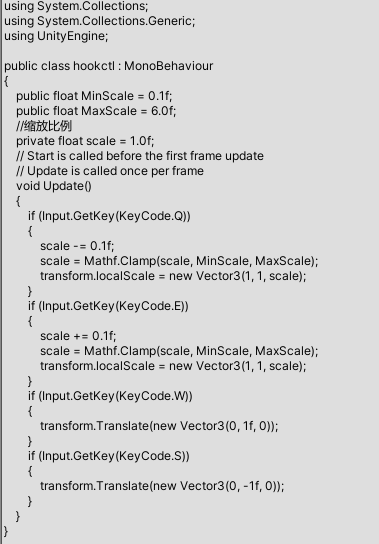 using System.Collections;
using System.Collections.Generic;
using UnityEngine;

public class hookctl : MonoBehaviour
{
    public float MinScale = 0.1f;
    public float MaxScale = 6.0f;
    //缩放比例
    private float scale = 1.0f;
    // Start is called before the first frame update
    // Update is called once per frame
    void Update()
    {
        if (Input.GetKey(KeyCode.Q))
        {
            scale -= 0.1f;
            scale = Mathf.Clamp(scale, MinScale, MaxScale);
            transform.localScale = new Vector3(1, 1, scale);
        }
        if (Input.GetKey(KeyCode.E))
        {
            scale += 0.1f;
            scale = Mathf.Clamp(scale, MinScale, MaxScale);
            transform.localScale = new Vector3(1, 1, scale);
        }
        if (Input.GetKey(KeyCode.W))
        {
            transform.Translate(new Vector3(0, 1f, 0));
        }
        if (Input.GetKey(KeyCode.S))
        {
            transform.Translate(new Vector3(0, -1f, 0));
        }
    }
}